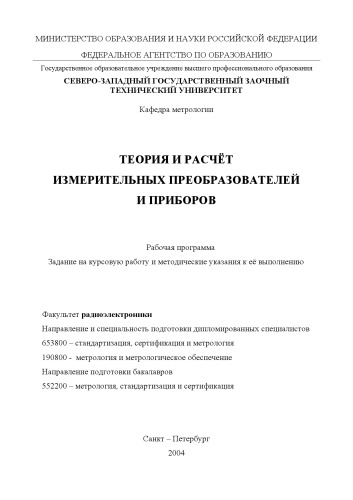 МИНИСТЕРСТВО ОБРАЗОВАНИЯ И НАУКИ РОССИЙСКОЙ ФЕДЕРАЦИИ
ФЕДЕРАЛЬНОЕ АГЕНТСТВО ПО ОБРАЗОВАНИЮ
Государственное образовательное учреждение высшего профессионального образования
СЕВЕРО-ЗАПАДНЫЙ ГОСУДАРСТВЕННЫЙ ЗАОЧНЫЙ
ТЕХНИЧЕСКИЙ УНИВЕРСИТЕТ
Кафедра метрологии
ТЕОРИЯ И РАСЧЁТ
ИЗМЕРИТЕЛЬНЫХ ПРЕОБРАЗОВАТЕЛЕЙ
И ПРИБОРОВ
Рабочая программа
Задание на курсовую работу и методические указания к её выполнению
Факультет радиоэлектроники
Направление и специальность подготовки дипломированных специалистов
653800 – стандартизация, сертификация и метрология
190800 - метрология и метрологическое обеспечение
Направление подготовки бакалавров
552200 – метрология, стандартизация и сертификация
Санкт – Петербург
2004